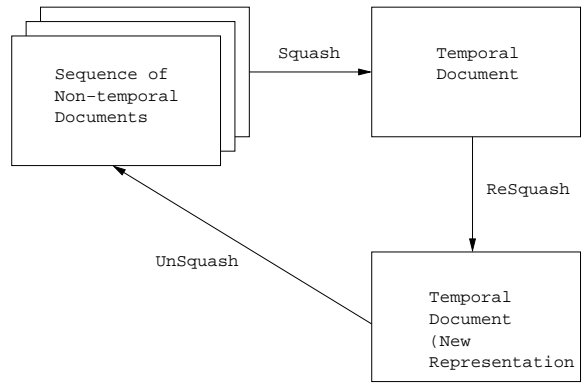 Sequence of
Non-temporal
Documents
Squash
Temporal
Document
ReSquash
UnSquash
Temporal
Document
(New
Representation